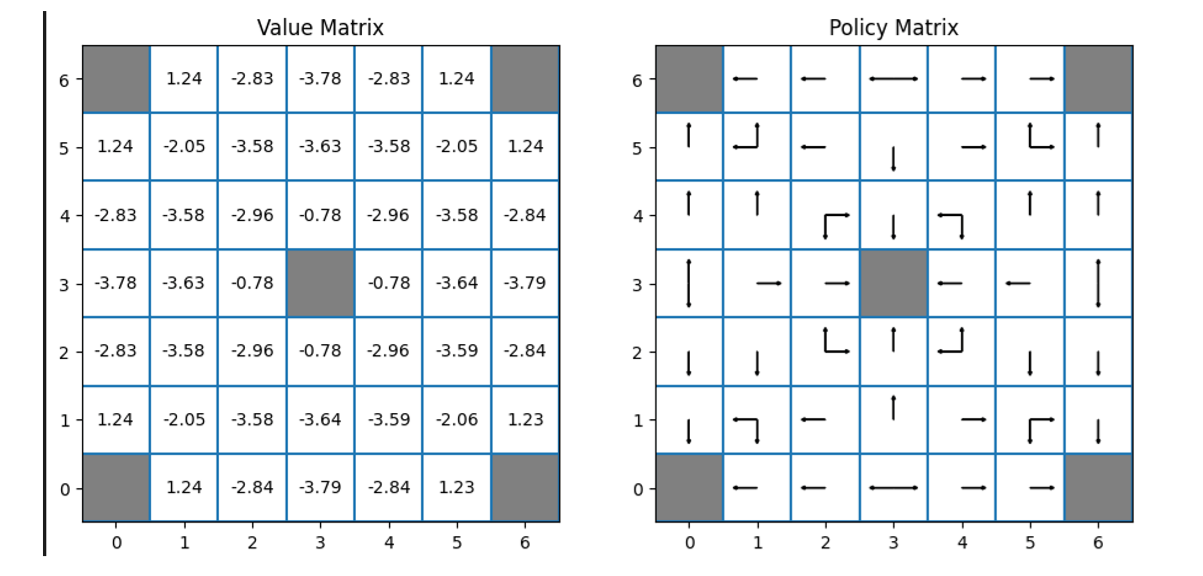 Value Matrix
Policy Matrix
6 1.24 -2.83 -3.78 -2.83 1.24
5 1.24 -2.05 -3.58 -3.63 -3.58 -2.05 1.24
4 -2.83 -3.58 -2.96 -0.78 -2.96 -3.58 -2.84
3 -3.78 -3.63 -0.78 -0.78 -3.64 -3.79
2 -2.83 -3.58 -2.96 -0.78 -2.96 -3.59 -2.84
1 1.24 -2.05 -3.58 -3.64 -3.59 -2.06 1.23
0 1.24 -2.84 -3.79 -2.84 1.23
0 1 2 3 4 5 6
6
5
4
3
2
1
0
0 1 2 3 4 5 6